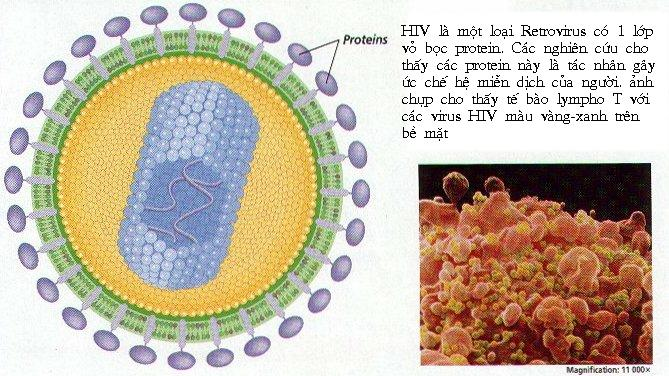 Proteins
HIV là một loại Retrovirus có 1 lớp
vỏ bọc protein. Các nghiên cứu cho
thấy các protein này là tác nhân gây
ức chế hệ miễn dịch của người. ảnh
chụp cho thấy tế bào lympho T với
các virus HIV màu vàng-xanh trên
bề mặt
Magnification: 11 000×